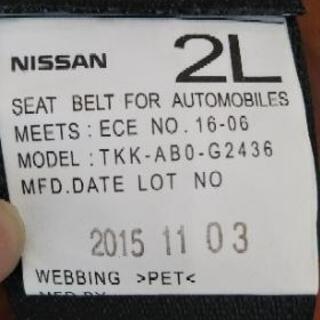 NISSAN 2L
SEAT BELT FOR AUTOMOBILES
MEETS : ECE NO. 16-06
MODEL : TKK-AB0-G2436
MFD.DATE LOT NO
2015 11 03
WEBBING >PET<